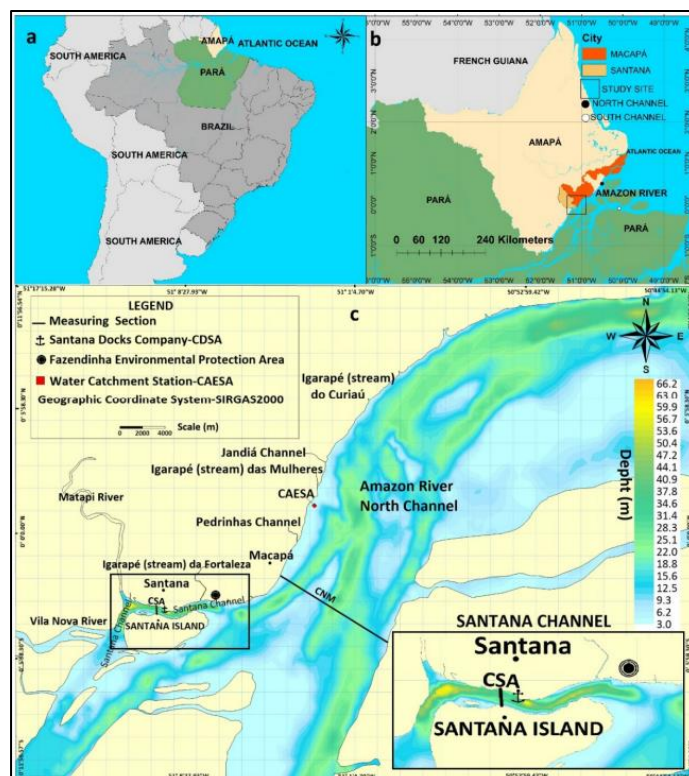 a
AMAPÁ
ATLANTIC OCEAN
SOUTH AMERICA
PARÁ
BRAZIL
SOUTH AMERICA
SOUTH AMERICA
b
City
MACAPÁ
SANTANA
STUDY SITE
NORTH CHANNEL
SOUTH CHANNEL
FRENCH GUIANA
AMAPÁ
ATLANTIC OCEAN
AMAZON RIVER
PARÁ
PARÁ
0 60 120 240 Kilometers
c
LEGEND
Measuring Section
Santana Docks Company-CDSA
Fazendinha Environmental Protection Area
Water Catchment Station-CAESA
Geographic Coordinate System-SIRGAS2000
0 2000 4000 Scale (m)
N
W E
S
Igarapé (stream)
do Curiaú
Jandiá Channel
Igarapé (stream) das Mulheres
CAESA
Amazon River
North Channel
Matapi River
Pedrinhas Channel
Macapá
Igarapé (stream) da Fortaleza
Santana
CSA
Santana Channel
Santana Channel
SANTANA ISLAND
Vila Nova River
CNM
Depht (m)
66.2
63.0
59.9
56.7
53.6
50.4
47.2
44.1
40.9
37.8
34.6
31.4
28.3
25.1
22.0
18.8
15.6
12.5
9.3
6.2
3.0
SANTANA CHANNEL
Santana
CSA
SANTANA ISLAND